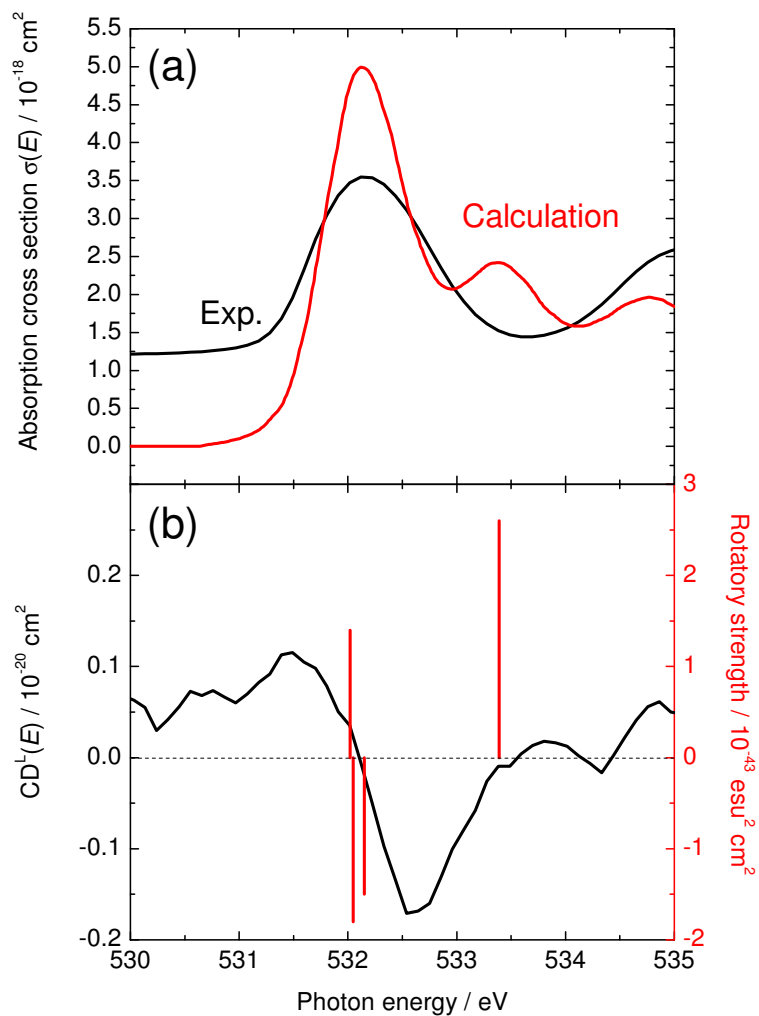 (a)
Absorption cross section σ(E) / 10⁻¹⁸ cm²
5.5
5.0
4.5
4.0
3.5
3.0
2.5
2.0
1.5
1.0
0.5
0.0
Calculation
Exp.
(b)
CDᴸ(E) / 10⁻²⁰ cm²
0.2
0.1
0.0
-0.1
-0.2
3
2
1
0
-1
-2
Rotatory strength / 10⁻⁴³ esu² cm²
530 531 532 533 534 535
Photon energy / eV